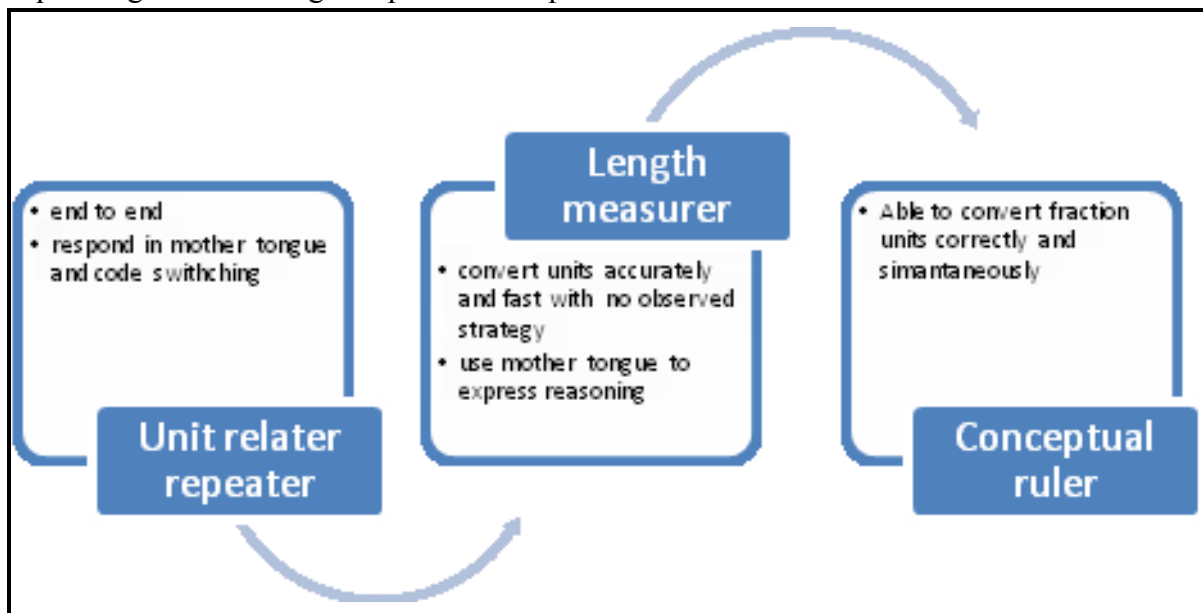 • end to end
• respond in mother tongue
and code swithching
Unit relater
repeater
Length
measurer
• convert units accurately
and fast with no observed
strategy
• use mother tongue to
express reasoning
• Able to convert fraction
units correctly and
simantaneously
Conceptual
ruler